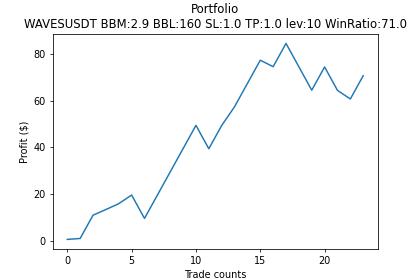 Portfolio
WAVESUSDT BBM:2.9 BBL:160 SL:1.0 TP:1.0 lev:10 WinRatio:71.0
80
60
40
20
0
Profit ($)
0 5 10 15 20
Trade counts